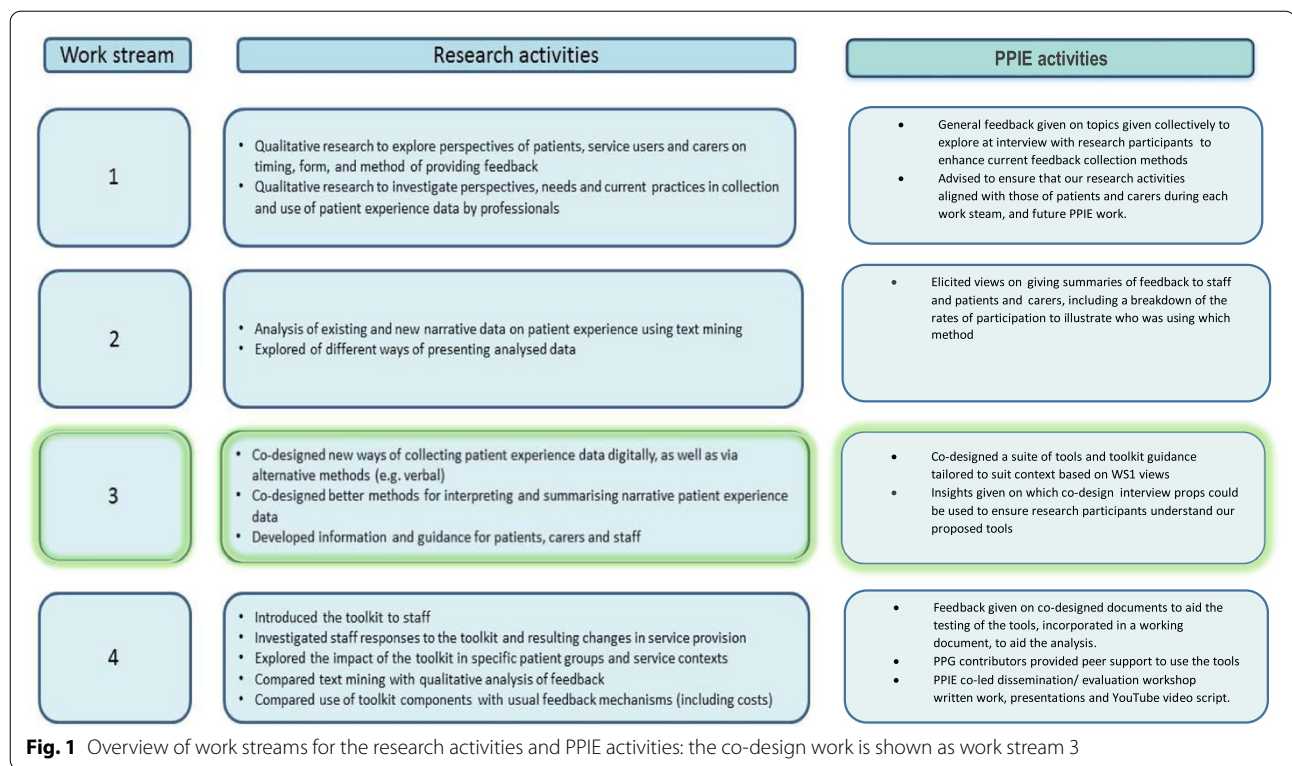 Work stream
Research activities
PPIE activities
1
• Qualitative research to explore perspectives of patients, service users and carers on
timing, form, and method of providing feedback
• Qualitative research to investigate perspectives, needs and current practices in collection
and use of patient experience data by professionals
• General feedback given on topics given collectively to
explore at interview with research participants to
enhance current feedback collection methods
• Advised to ensure that our research activities
aligned with those of patients and carers during each
work steam, and future PPIE work.
2
• Analysis of existing and new narrative data on patient experience using text mining
• Explored of different ways of presenting analysed data
• Elicited views on giving summaries of feedback to staff
and patients and carers, including a breakdown of the
rates of participation to illustrate who was using which
method
3
• Co-designed new ways of collecting patient experience data digitally, as well as via
alternative methods (e.g. verbal)
• Co-designed better methods for interpreting and summarising narrative patient experience
data
• Developed information and guidance for patients, carers and staff
• Co-designed a suite of tools and toolkit guidance
tailored to suit context based on WS1 views
• Insights given on which co-design interview props could
be used to ensure research participants understand our
proposed tools
4
• Introduced the toolkit to staff
• Investigated staff responses to the toolkit and resulting changes in service provision
• Explored the impact of the toolkit in specific patient groups and service contexts
• Compared text mining with qualitative analysis of feedback
• Compared use of toolkit components with usual feedback mechanisms (including costs)
• Feedback given on co-designed documents to aid the
testing of the tools, incorporated in a working
document, to aid the analysis.
• PPG contributors provided peer support to use the tools
• PPIE co-led dissemination/ evaluation workshop
written work, presentations and YouTube video script.
Fig. 1 Overview of work streams for the research activities and PPIE activities: the co-design work is shown as work stream 3